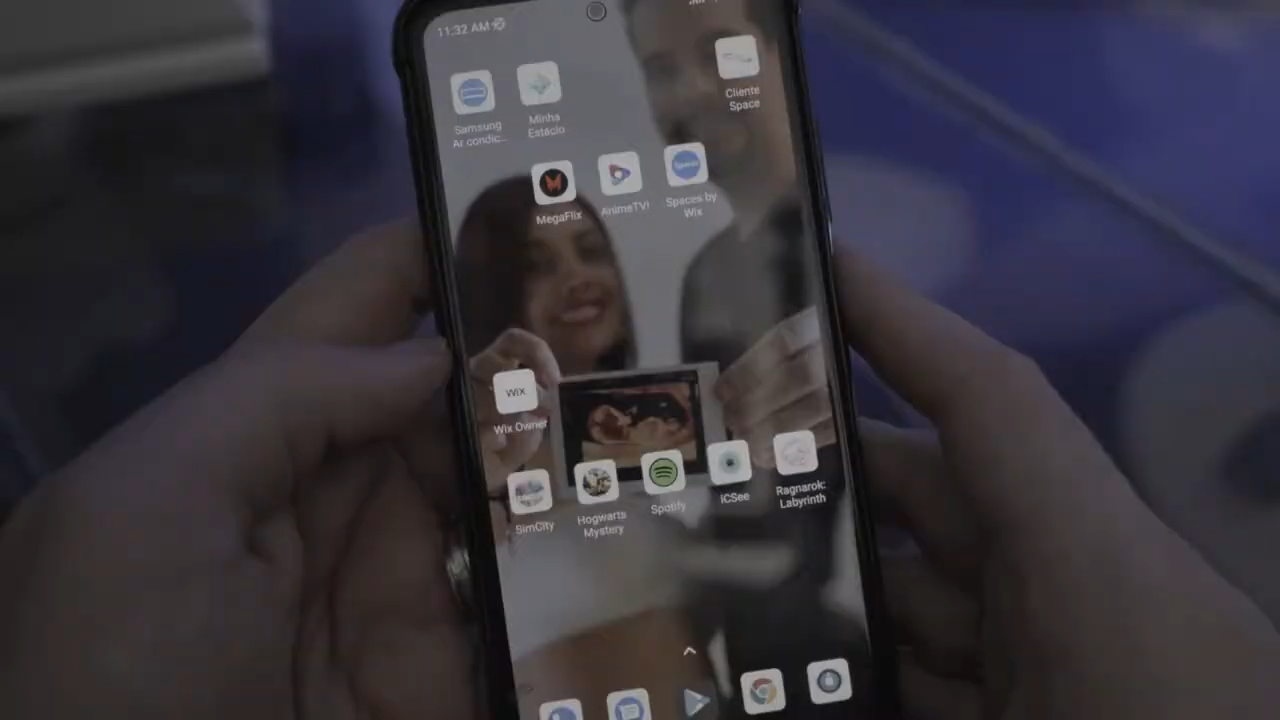 11:32 AM
Cliente
Space
Samsung
Ar condic...
Minha
Estácio
MegaFlix
AnimeTV!
Spaces by
Wix
WiX
Wix Owner
SimCity
Hogwarts
Mystery
Spotify
iCSee
Ragnarok:
Labyrinth